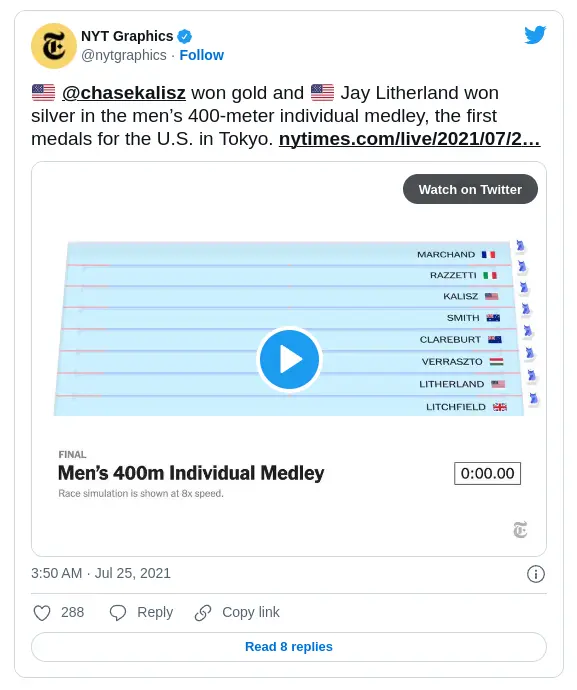 NYT Graphics
@nytgraphics · Follow
@chasekalisz won gold and Jay Litherland won
silver in the men’s 400-meter individual medley, the first
medals for the U.S. in Tokyo. nytimes.com/live/2021/07/2…
Watch on Twitter
MARCHAND
RAZZETTI
KALISZ
SMITH
CLAREBURT
VERRASZTO
LITHERLAND
LITCHFIELD
FINAL
Men’s 400m Individual Medley
0:00.00
Race simulation is shown at 8x speed.
3:50 AM · Jul 25, 2021
288 Reply Copy link
Read 8 replies